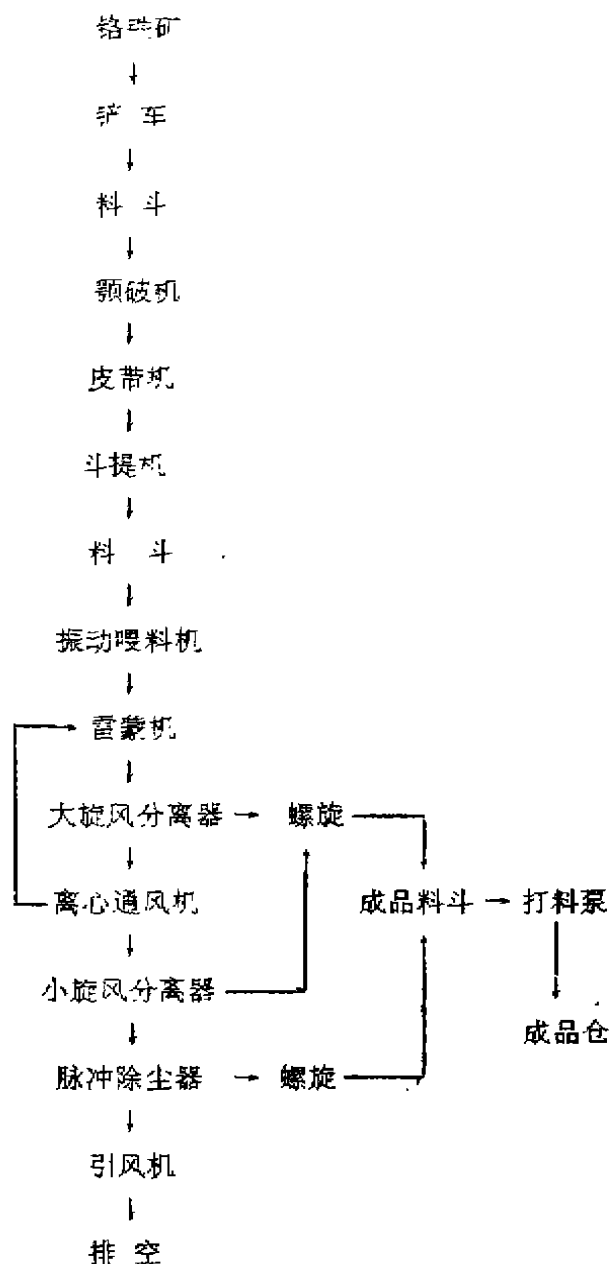 铬矿
铲 车
料 斗
颚破机
皮带机
斗提机
料 斗
振动喂料机
雷蒙机
大旋风分离器 → 螺旋
离心通风机 成品料斗 → 打料泵
小旋风分离器
成品仓
脉冲除尘器 → 螺旋
引风机
排 空